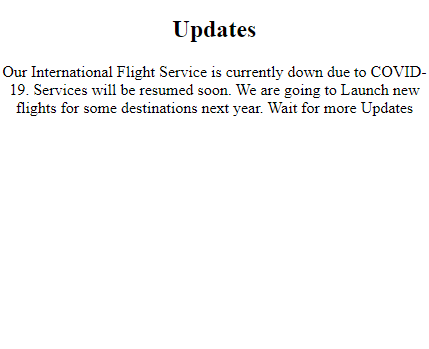 Updates
Our International Flight Service is currently down due to COVID-
19. Services will be resumed soon. We are going to Launch new
flights for some destinations next year. Wait for more Updates